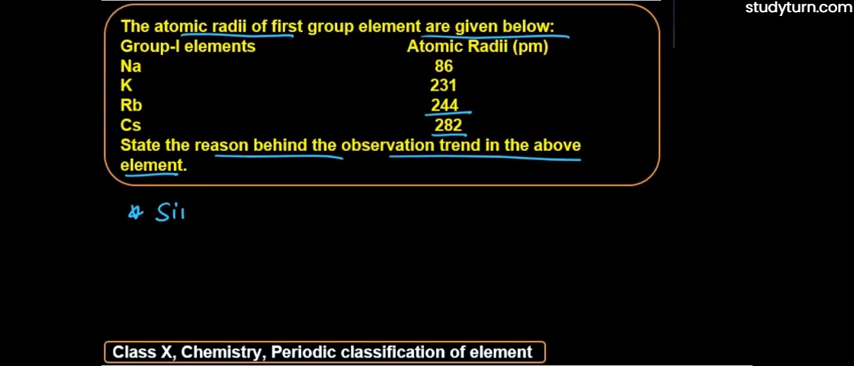 studyturn.com
The atomic radii of first group element are given below:
Group-I elements Atomic Radii (pm)
Na 86
K 231
Rb 244
Cs 282
State the reason behind the observation trend in the above
element.
Class X, Chemistry, Periodic classification of element